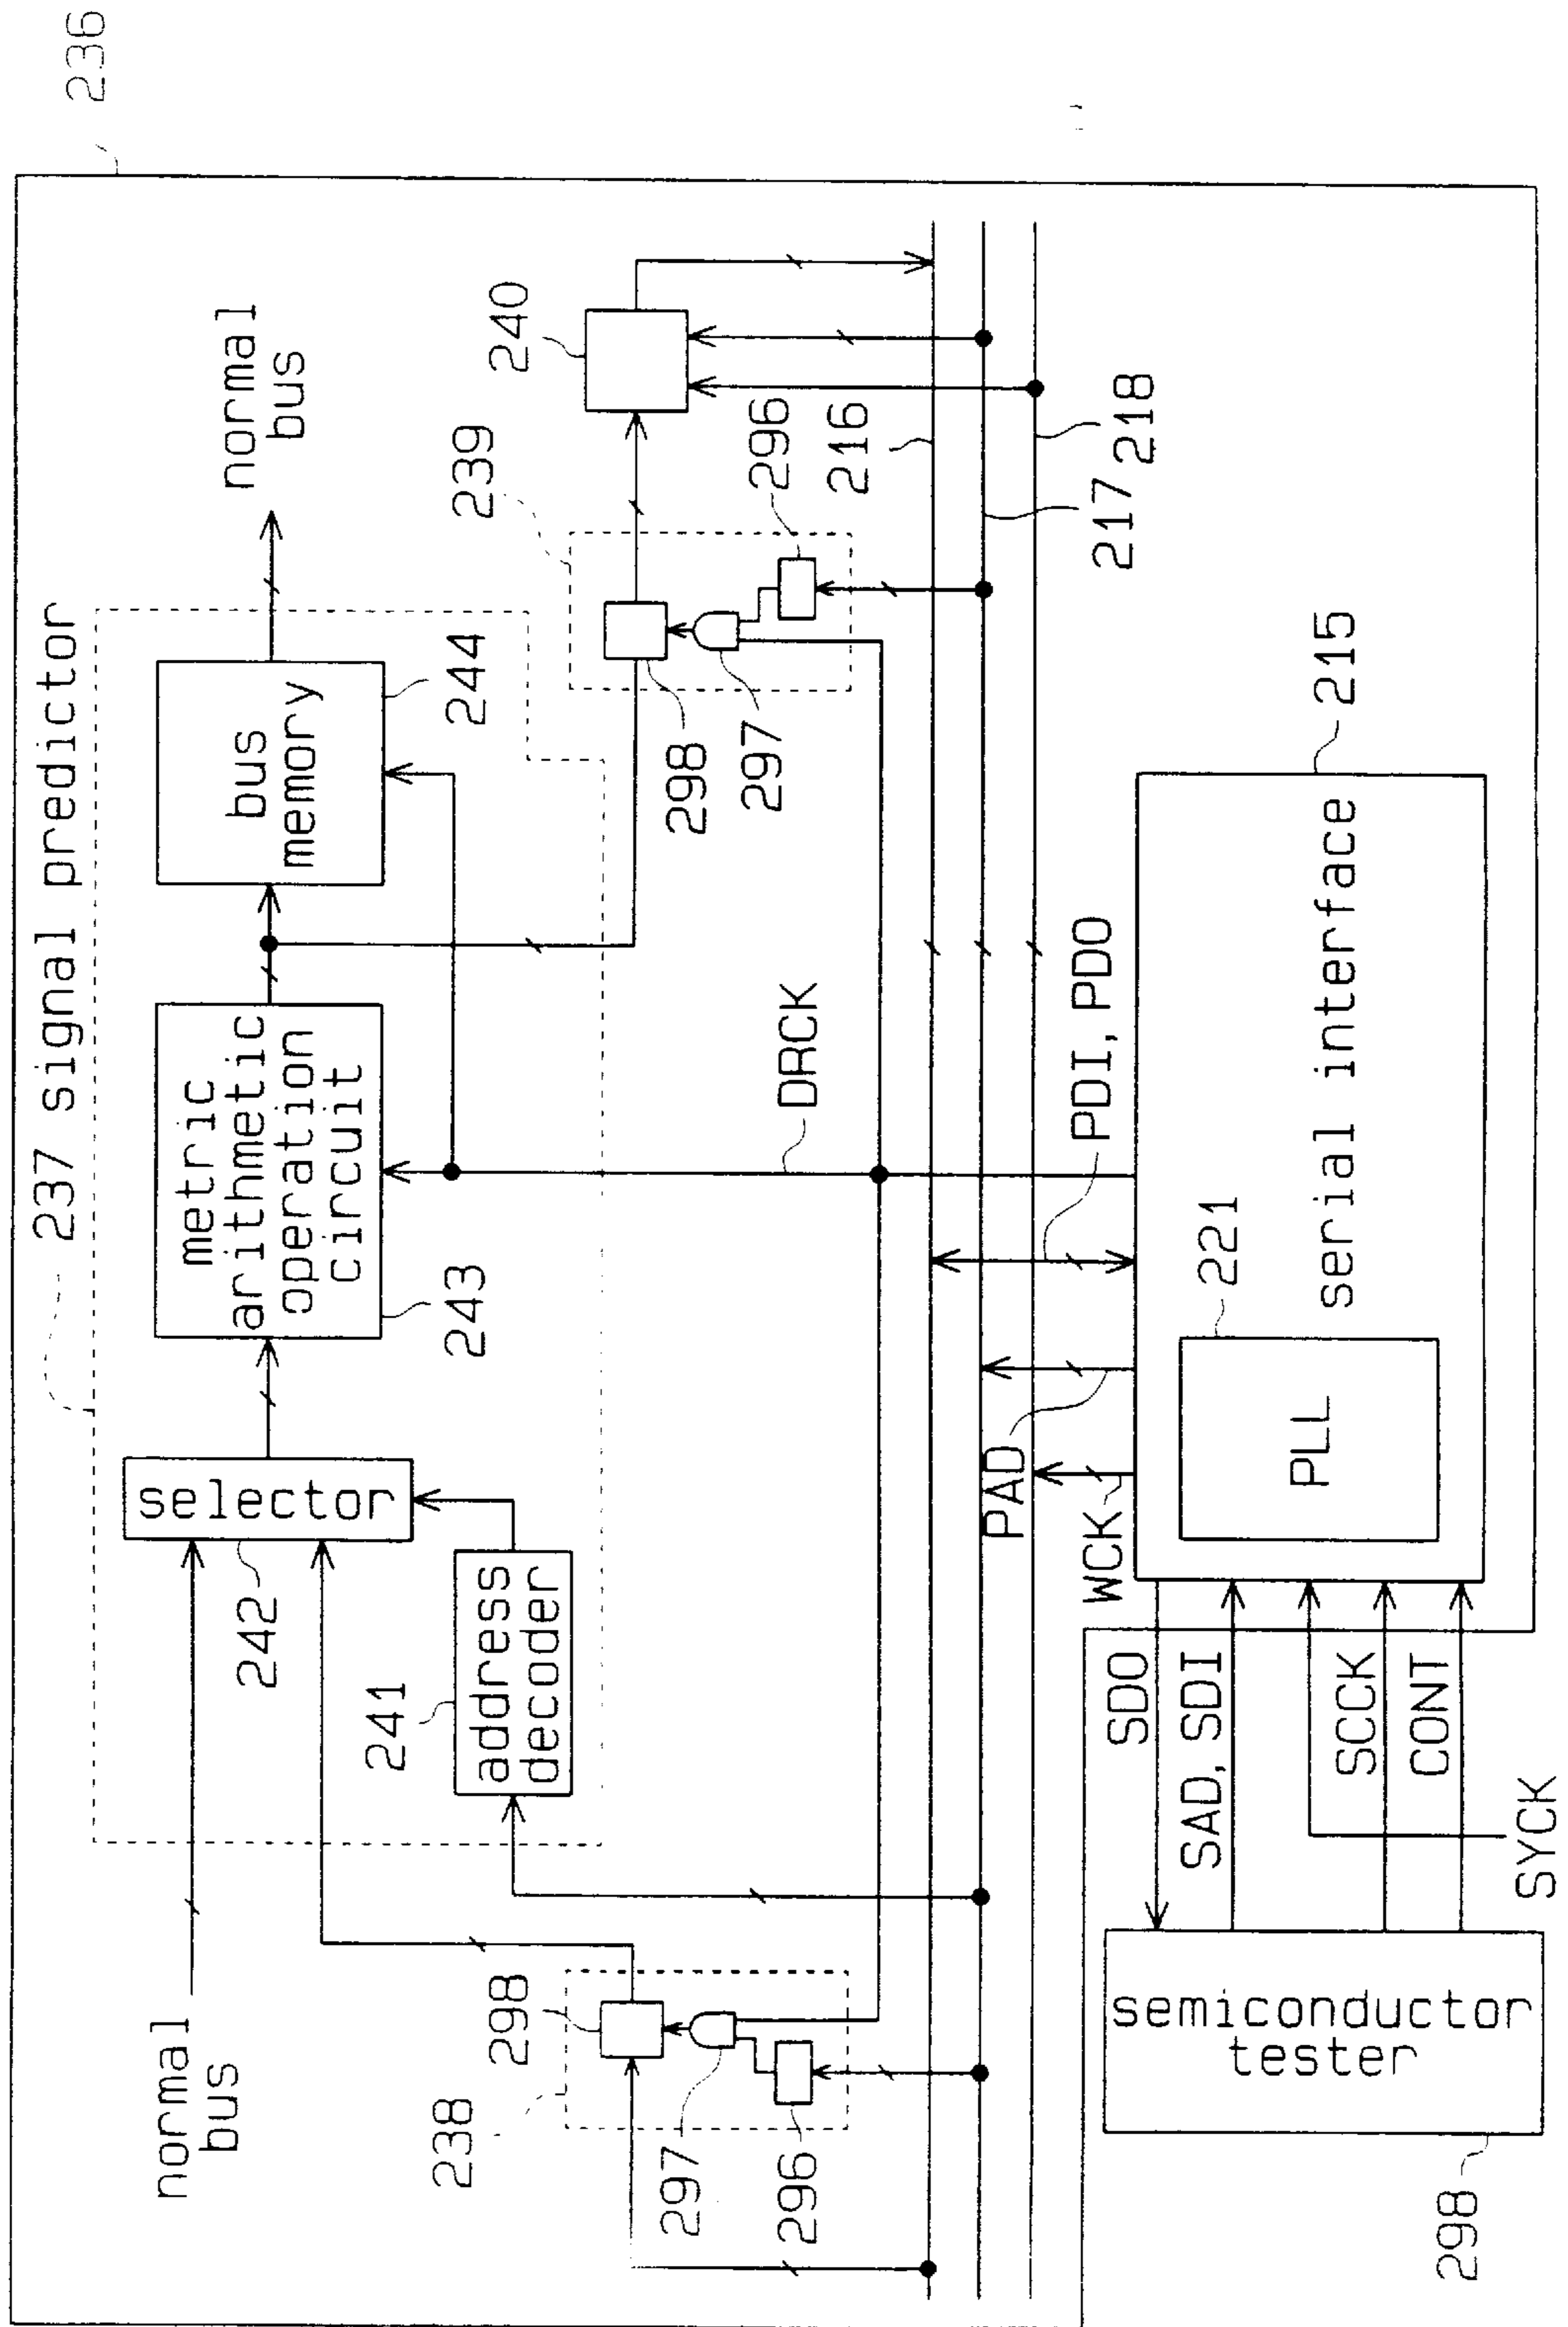 236
237 signal predictor
normal
bus
normal
bus
selector
242
metric
arithmetic
operation
circuit
243
bus
memory
244
address
decoder
241
238
298
297
296
239
298
297
296
240
216
217
218
DRCK
PDI, PDO
PAD
WCK
PLL
221
serial interface
215
SDO
SAD, SDI
SCCK
CONT
SYCK
semiconductor
tester
298